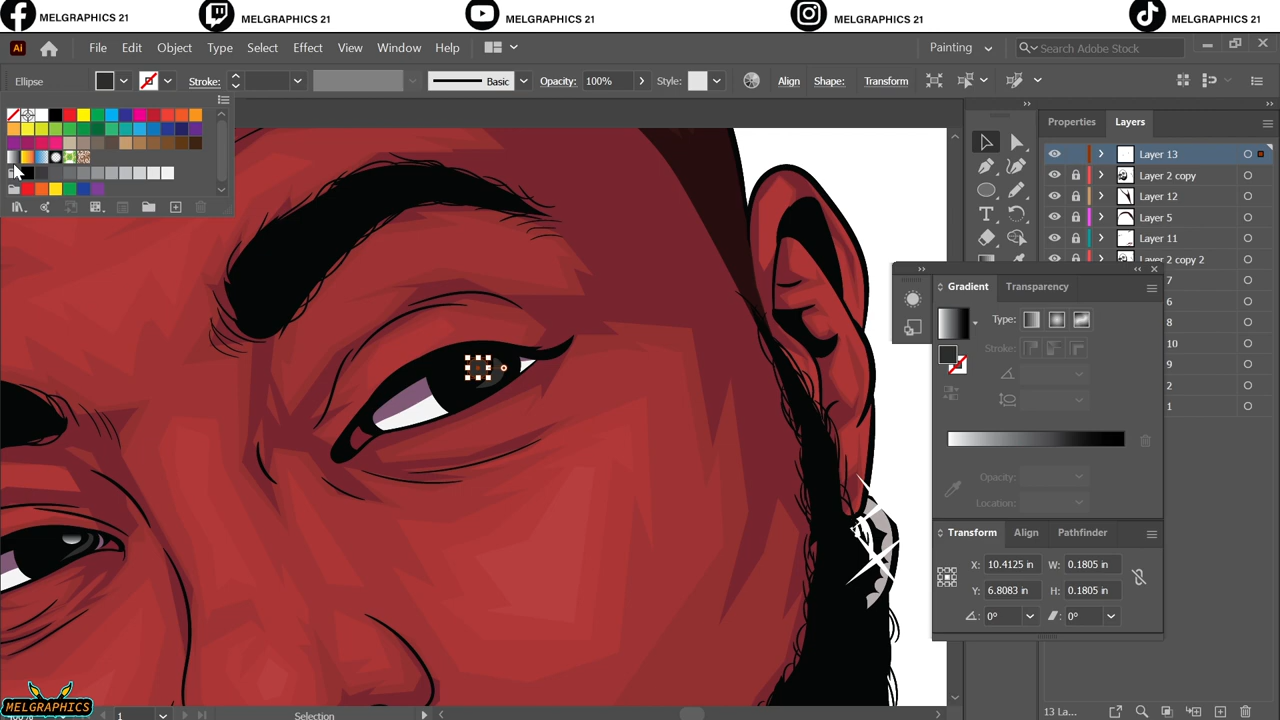 MELGRAPHICS 21
MELGRAPHICS 21
MELGRAPHICS 21
MELGRAPHICS 21
MELGRAPHICS 21
Ai
File Edit Object Type Select Effect View Window Help
Painting
Search Adobe Stock
Ellipse
Stroke:
Basic
Opacity: 100%
Style:
Align
Shape:
Transform
Properties
Layers
Layer 13
Layer 2 copy
Layer 12
Layer 5
Layer 11
Layer 2 copy 2
7
6
8
10
9
2
1
Gradient
Transparency
Type:
Stroke:
Opacity:
Location:
Transform
Align
Pathfinder
X: 10.4125 in W: 0.1805 in
Y: 6.8083 in H: 0.1805 in
0°
0°
MELGRAPHICS
1
Selection
13 La...